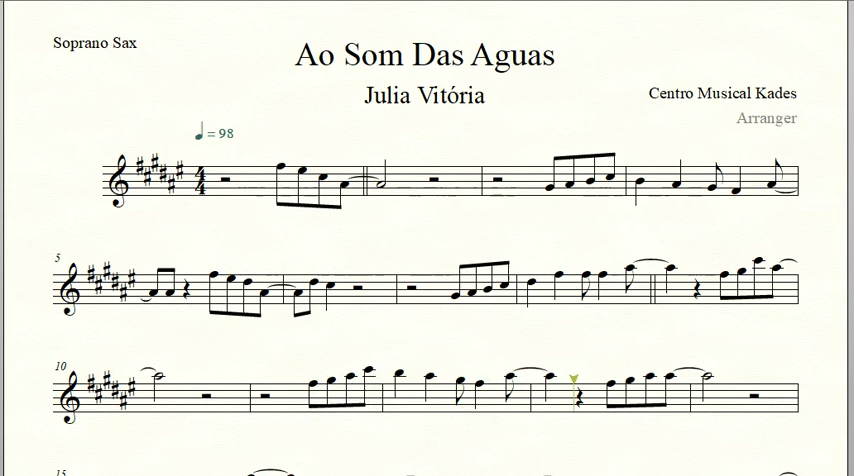 Soprano Sax
Ao Som Das Aguas
Julia Vitória
Centro Musical Kades
Arranger
= 98
4
4
5
10
15